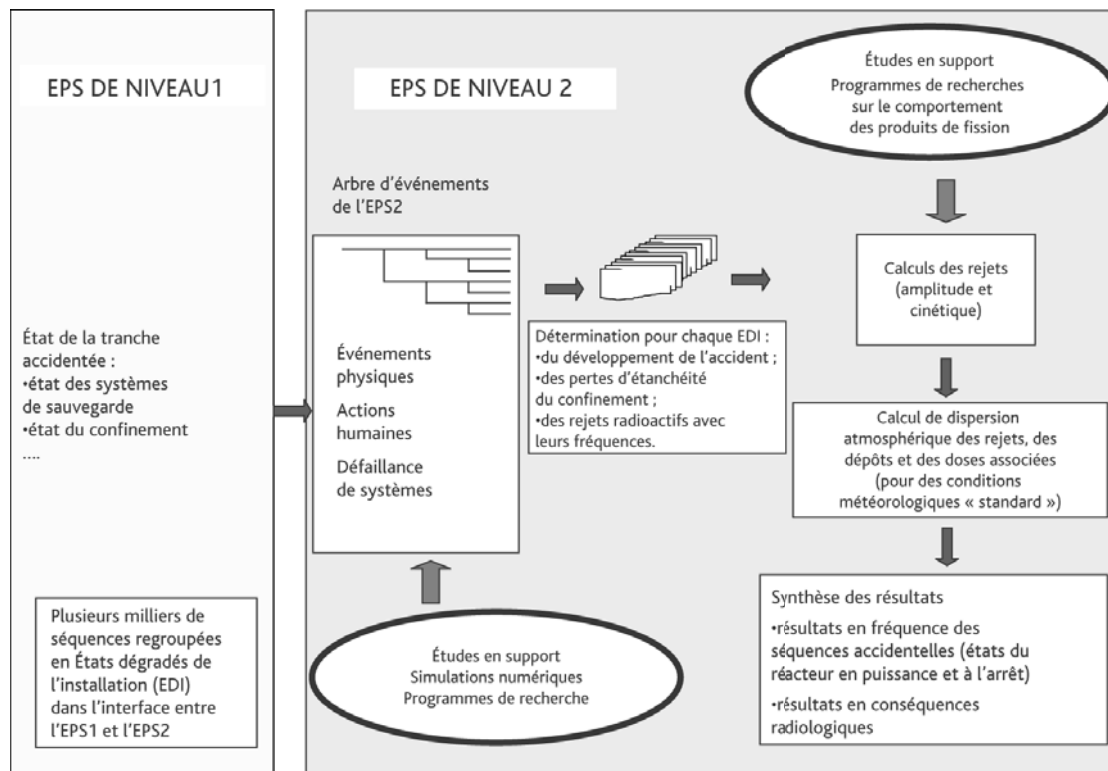 EPS DE NIVEAU1
État de la tranche
accidentée :
•état des systèmes
de sauvegarde
•état du confinement
....
Plusieurs milliers de
séquences regroupées
en États dégradés de
l'installation (EDI)
dans l'interface entre
l'EPS1 et l'EPS2
EPS DE NIVEAU 2
Arbre d'événements
de l'EPS2
Événements
physiques
Actions
humaines
Défaillance
de systèmes
Études en support
Simulations numériques
Programmes de recherche
Détermination pour chaque EDI :
•du développement de l'accident ;
•des pertes d'étanchéité
du confinement ;
•des rejets radioactifs avec
leurs fréquences.
Études en support
Programmes de recherches
sur le comportement
des produits de fission
Calculs des rejets
(amplitude et
cinétique)
Calcul de dispersion
atmosphérique des rejets, des
dépôts et des doses associées
(pour des conditions
météorologiques « standard »)
Synthèse des résultats
•résultats en fréquence des
séquences accidentelles (états du
réacteur en puissance et à l'arrêt)
•résultats en conséquences
radiologiques